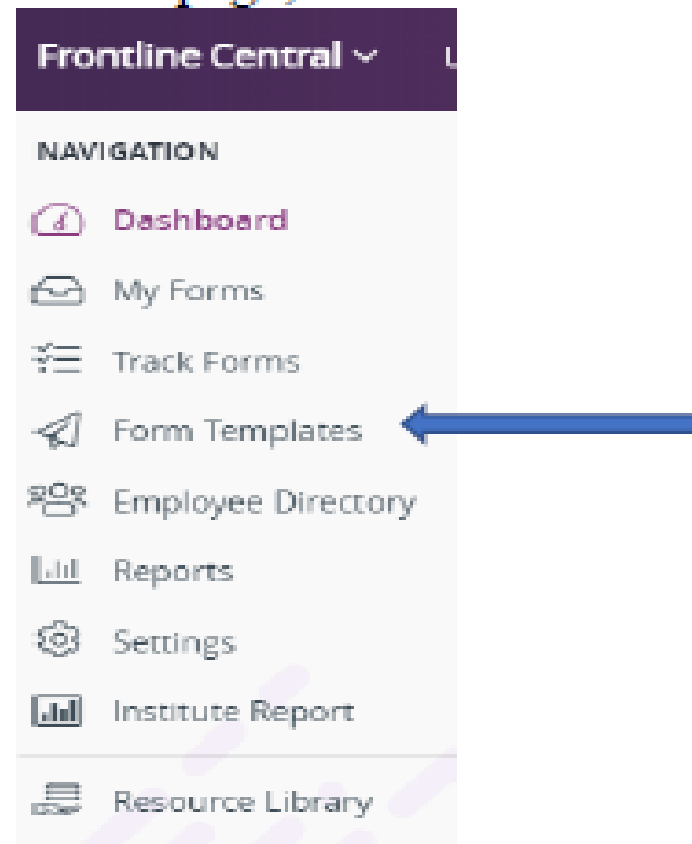 Frontline Central
NAVIGATION
Dashboard
My Forms
Track Forms
Form Templates
Employee Directory
Reports
Settings
Institute Report
Resource Library